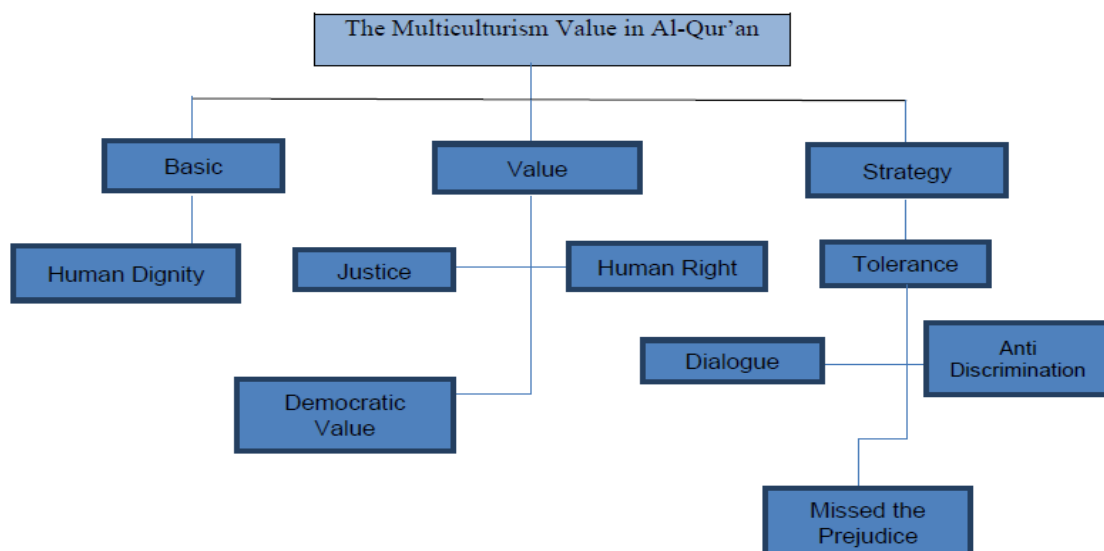 The Multiculturism Value in Al-Qur’an
Basic
Value
Strategy
Human Dignity
Justice
Human Right
Tolerance
Dialogue
Anti
Discrimination
Democratic
Value
Missed the
Prejudice